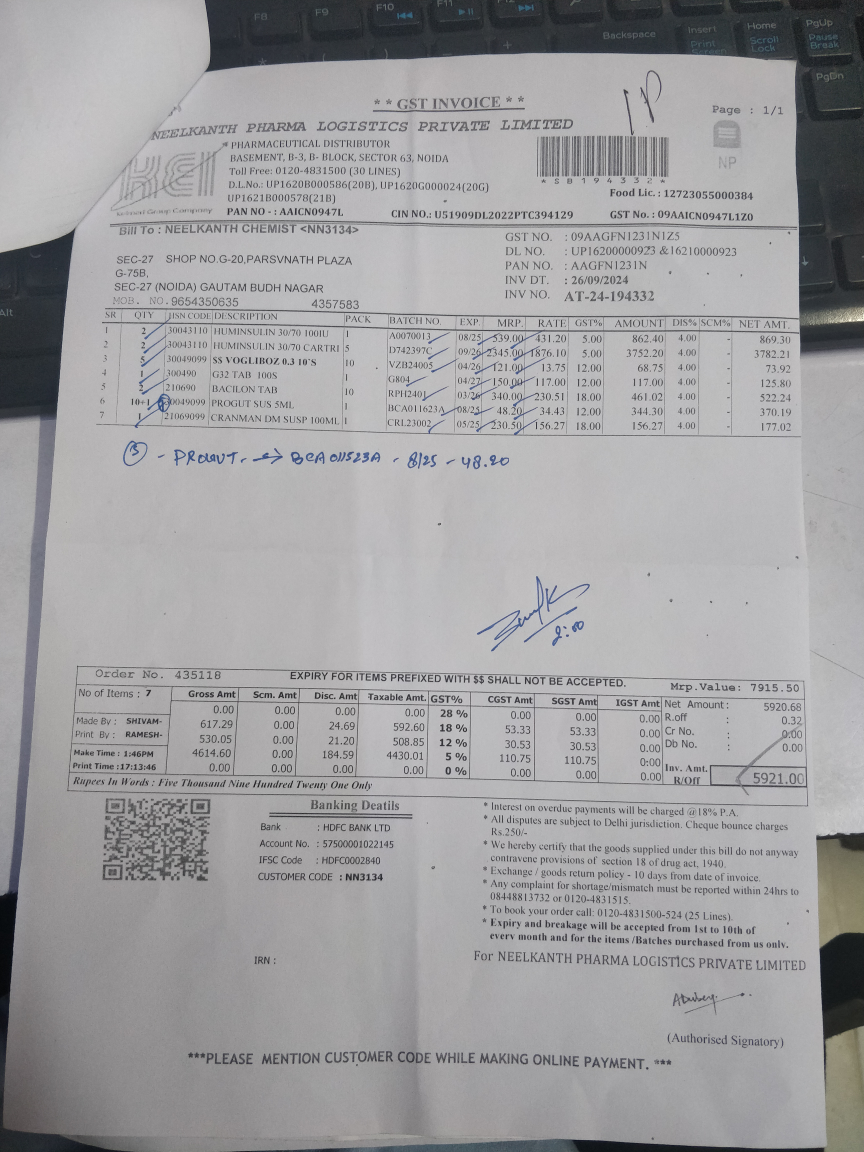 ** GST INVOICE **
Page : 1/1
NEELKANTH PHARMA LOGISTICS PRIVATE LIMITED
PHARMACEUTICAL DISTRIBUTOR
BASEMENT, B-3, B- BLOCK, SECTOR 63, NOIDA
Toll Free: 0120-4831500 (30 LINES)
D.L.No.: UP1620B000586(20B), UP1620G000024(20G)
UP1621B000578(21B)
PAN NO - : AAICN0947L
CIN NO.: U51909DL2022PTC394129
*SB194332*
NP
Food Lic. : 12723055000384
GST No. : 09AAICN0947L1Z0
KEI
Group Company
Bill To : NEELKANTH CHEMIST <NN3134>
SEC-27 SHOP NO.G-20,PARSVNATH PLAZA
G-75B,
SEC-27 (NOIDA) GAUTAM BUDH NAGAR
MOB. NO.9654350635 4357583
GST NO. : 09AAGFN1231N1Z5
DL NO. : UP16200000923 &16210000923
PAN NO. : AAGFN1231N
INV DT. : 26/09/2024
INV NO. AT-24-194332
SR QTY HSN CODE DESCRIPTION PACK BATCH NO. EXP. MRP. RATE GST% AMOUNT DIS% SCM% NET AMT.
1 2 30043110 HUMINSULIN 30/70 100IU 1 A0070013 08/25 539.00 431.20 5.00 862.40 4.00 - 869.30
2 2 30043110 HUMINSULIN 30/70 CARTRI 5 D742397C 09/26 2345.00 1876.10 5.00 3752.20 4.00 - 3782.21
3 5 30049099 SS VOGLIBOZ 0.3 10`S 10 VZB24005 04/26 121.00 13.75 12.00 68.75 4.00 - 73.92
4 1 300490 G32 TAB 100S 1 G804 04/27 150.00 117.00 12.00 117.00 4.00 - 125.80
5 210690 BACILON TAB 10 RPH2401 03/26 340.00 230.51 18.00 461.02 4.00 - 522.24
6 10+1 30049099 PROGUT SUS 5ML 1 BCA011623A 08/25 48.20 34.43 12.00 344.30 4.00 - 370.19
7 1 21069099 CRANMAN DM SUSP 100ML 1 CRL23002 05/25 230.50 156.27 18.00 156.27 4.00 - 177.02
③ - PROGUT. -> BCA011523A - 8/25 - 48.20
2:00
Order No. 435118 EXPIRY FOR ITEMS PREFIXED WITH $$ SHALL NOT BE ACCEPTED. Mrp.Value: 7915.50
No of Items : 7
Made By : SHIVAM-
Print By : RAMESH-
Make Time : 1:46PM
Print Time :17:13:46
Gross Amt Scm. Amt Disc. Amt Taxable Amt. GST% CGST Amt SGST Amt IGST Amt
0.00 0.00 0.00 0.00 28 % 0.00 0.00 0.00
617.29 0.00 24.69 592.60 18 % 53.33 53.33 0.00
530.05 0.00 21.20 508.85 12 % 30.53 30.53 0.00
4614.60 0.00 184.59 4430.01 5 % 110.75 110.75 0.00
0.00 0.00 0.00 0.00 0 % 0.00 0.00 0.00
Net Amount: 5920.68
R.off : 0.32
Cr No. : 0.00
Db No. : 0.00
Inv. Amt. R/Off 5921.00
Rupees In Words : Five Thousand Nine Hundred Twenty One Only
Banking Deatils
Bank : HDFC BANK LTD
Account No. : 57500001022145
IFSC Code : HDFC0002840
CUSTOMER CODE : NN3134
IRN :
* Interest on overdue payments will be charged @18% P.A.
* All disputes are subject to Delhi jurisdiction. Cheque bounce charges
Rs.250/-
* We hereby certify that the goods supplied under this bill do not anyway
contravene provisions of section 18 of drug act, 1940.
* Exchange / goods return policy - 10 days from date of invoice.
* Any complaint for shortage/mismatch must be reported within 24hrs to
08448813732 or 0120-4831515.
* To book your order call: 0120-4831500-524 (25 Lines).
* Expiry and breakage will be accepted from 1st to 10th of
every month and for the items /Batches purchased from us only.
For NEELKANTH PHARMA LOGISTICS PRIVATE LIMITED
(Authorised Signatory)
***PLEASE MENTION CUSTOMER CODE WHILE MAKING ONLINE PAYMENT. ***
F8
F9
F10
F11
F12
Backspace
Insert
Print Screen
Home
Scroll Lock
PgUp
Pause Break
PgDn
Alt